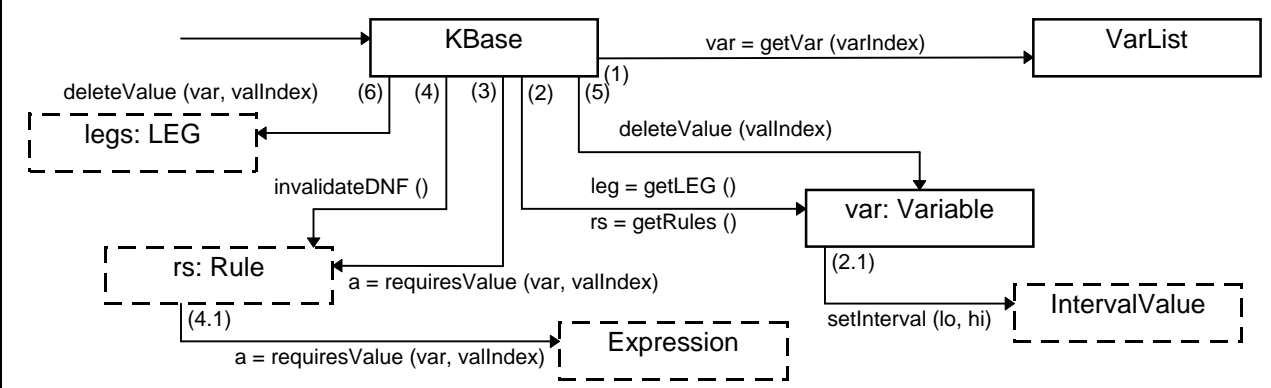 KBase
VarList
var = getVar (varIndex)
(1)
deleteValue (var, valIndex)
(6)
(4)
(3)
(2)
(5)
legs: LEG
deleteValue (valIndex)
invalidateDNF ()
leg = getLEG ()
rs = getRules ()
var: Variable
rs: Rule
a = requiresValue (var, valIndex)
(2.1)
IntervalValue
setInterval (lo, hi)
(4.1)
Expression
a = requiresValue (var, valIndex)